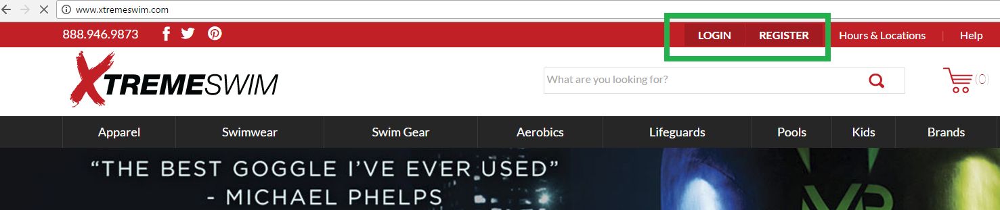 www.xtremeswim.com
888.946.9873 LOGIN REGISTER Hours & Locations | Help
XTREMESWIM
What are you looking for?
(0)
Apparel Swimwear Swim Gear Aerobics Lifeguards Pools Kids Brands
“THE BEST GOGGLE I’VE EVER USED”
- MICHAEL PHELPS